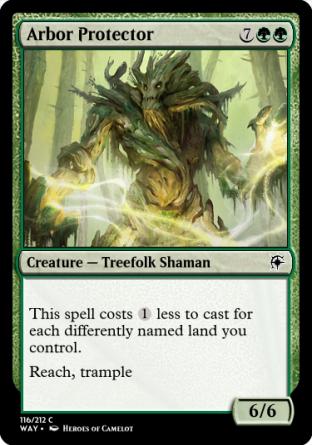 Arbor Protector 7
Creature — Treefolk Shaman
This spell costs 1 less to cast for
each differently named land you
control.
Reach, trample
6/6
116/212 C
WAY • Heroes of Camelot